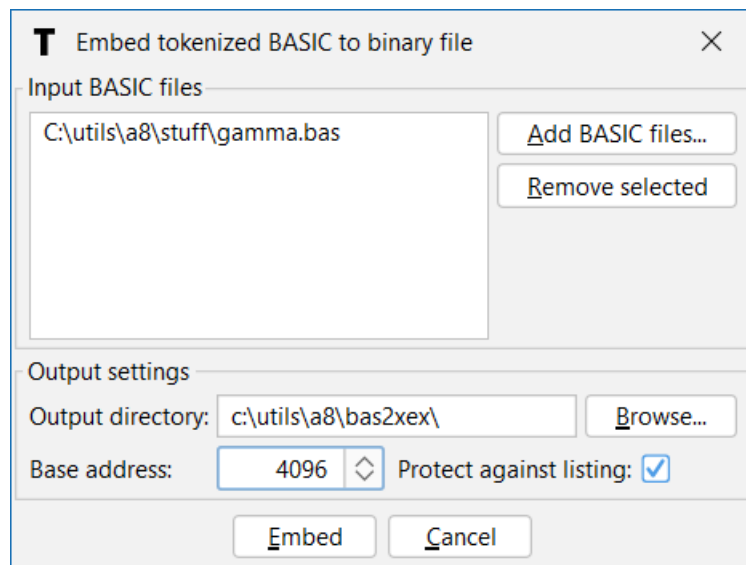 T Embed tokenized BASIC to binary file
Input BASIC files
C:\utils\a8\stuff\gamma.bas
Add BASIC files...
Remove selected
Output settings
Output directory: c:\utils\a8\bas2xex\ Browse...
Base address: 4096 Protect against listing:
Embed Cancel